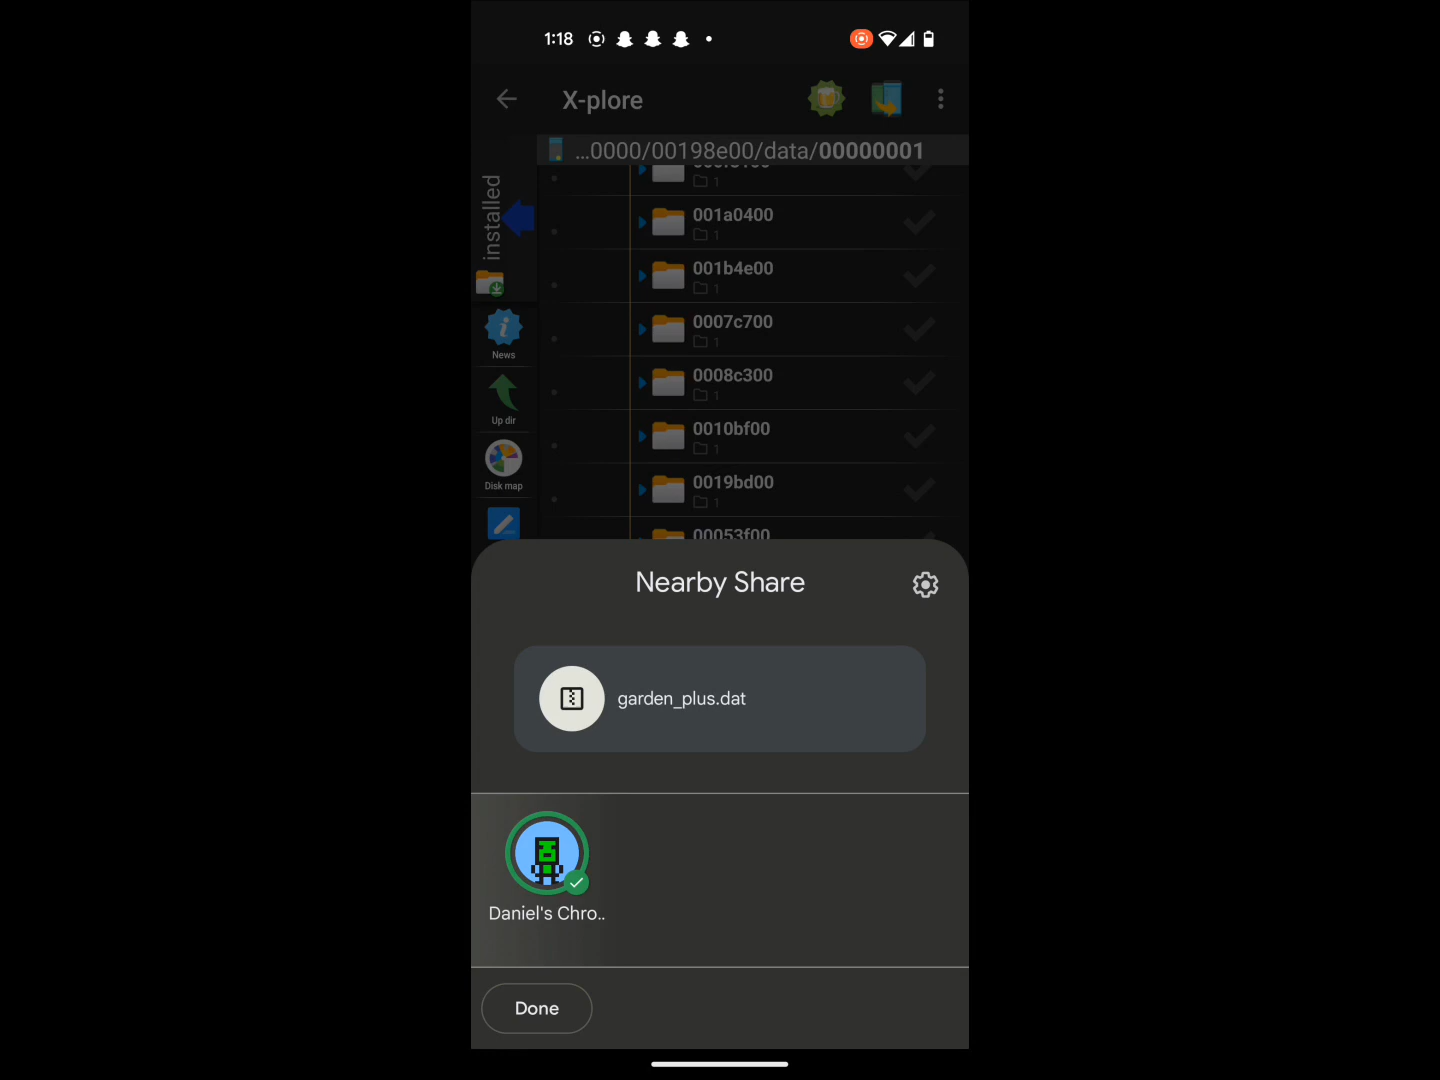 1:18
X-plore
...0000/00198e00/data/00000001
installed
1
001a0400
1
001b4e00
1
0007c700
1
0008c300
1
0010bf00
1
0019bd00
1
00053f00
News
Up dir
Disk map
Nearby Share
garden_plus.dat
Daniel's Chro..
Done